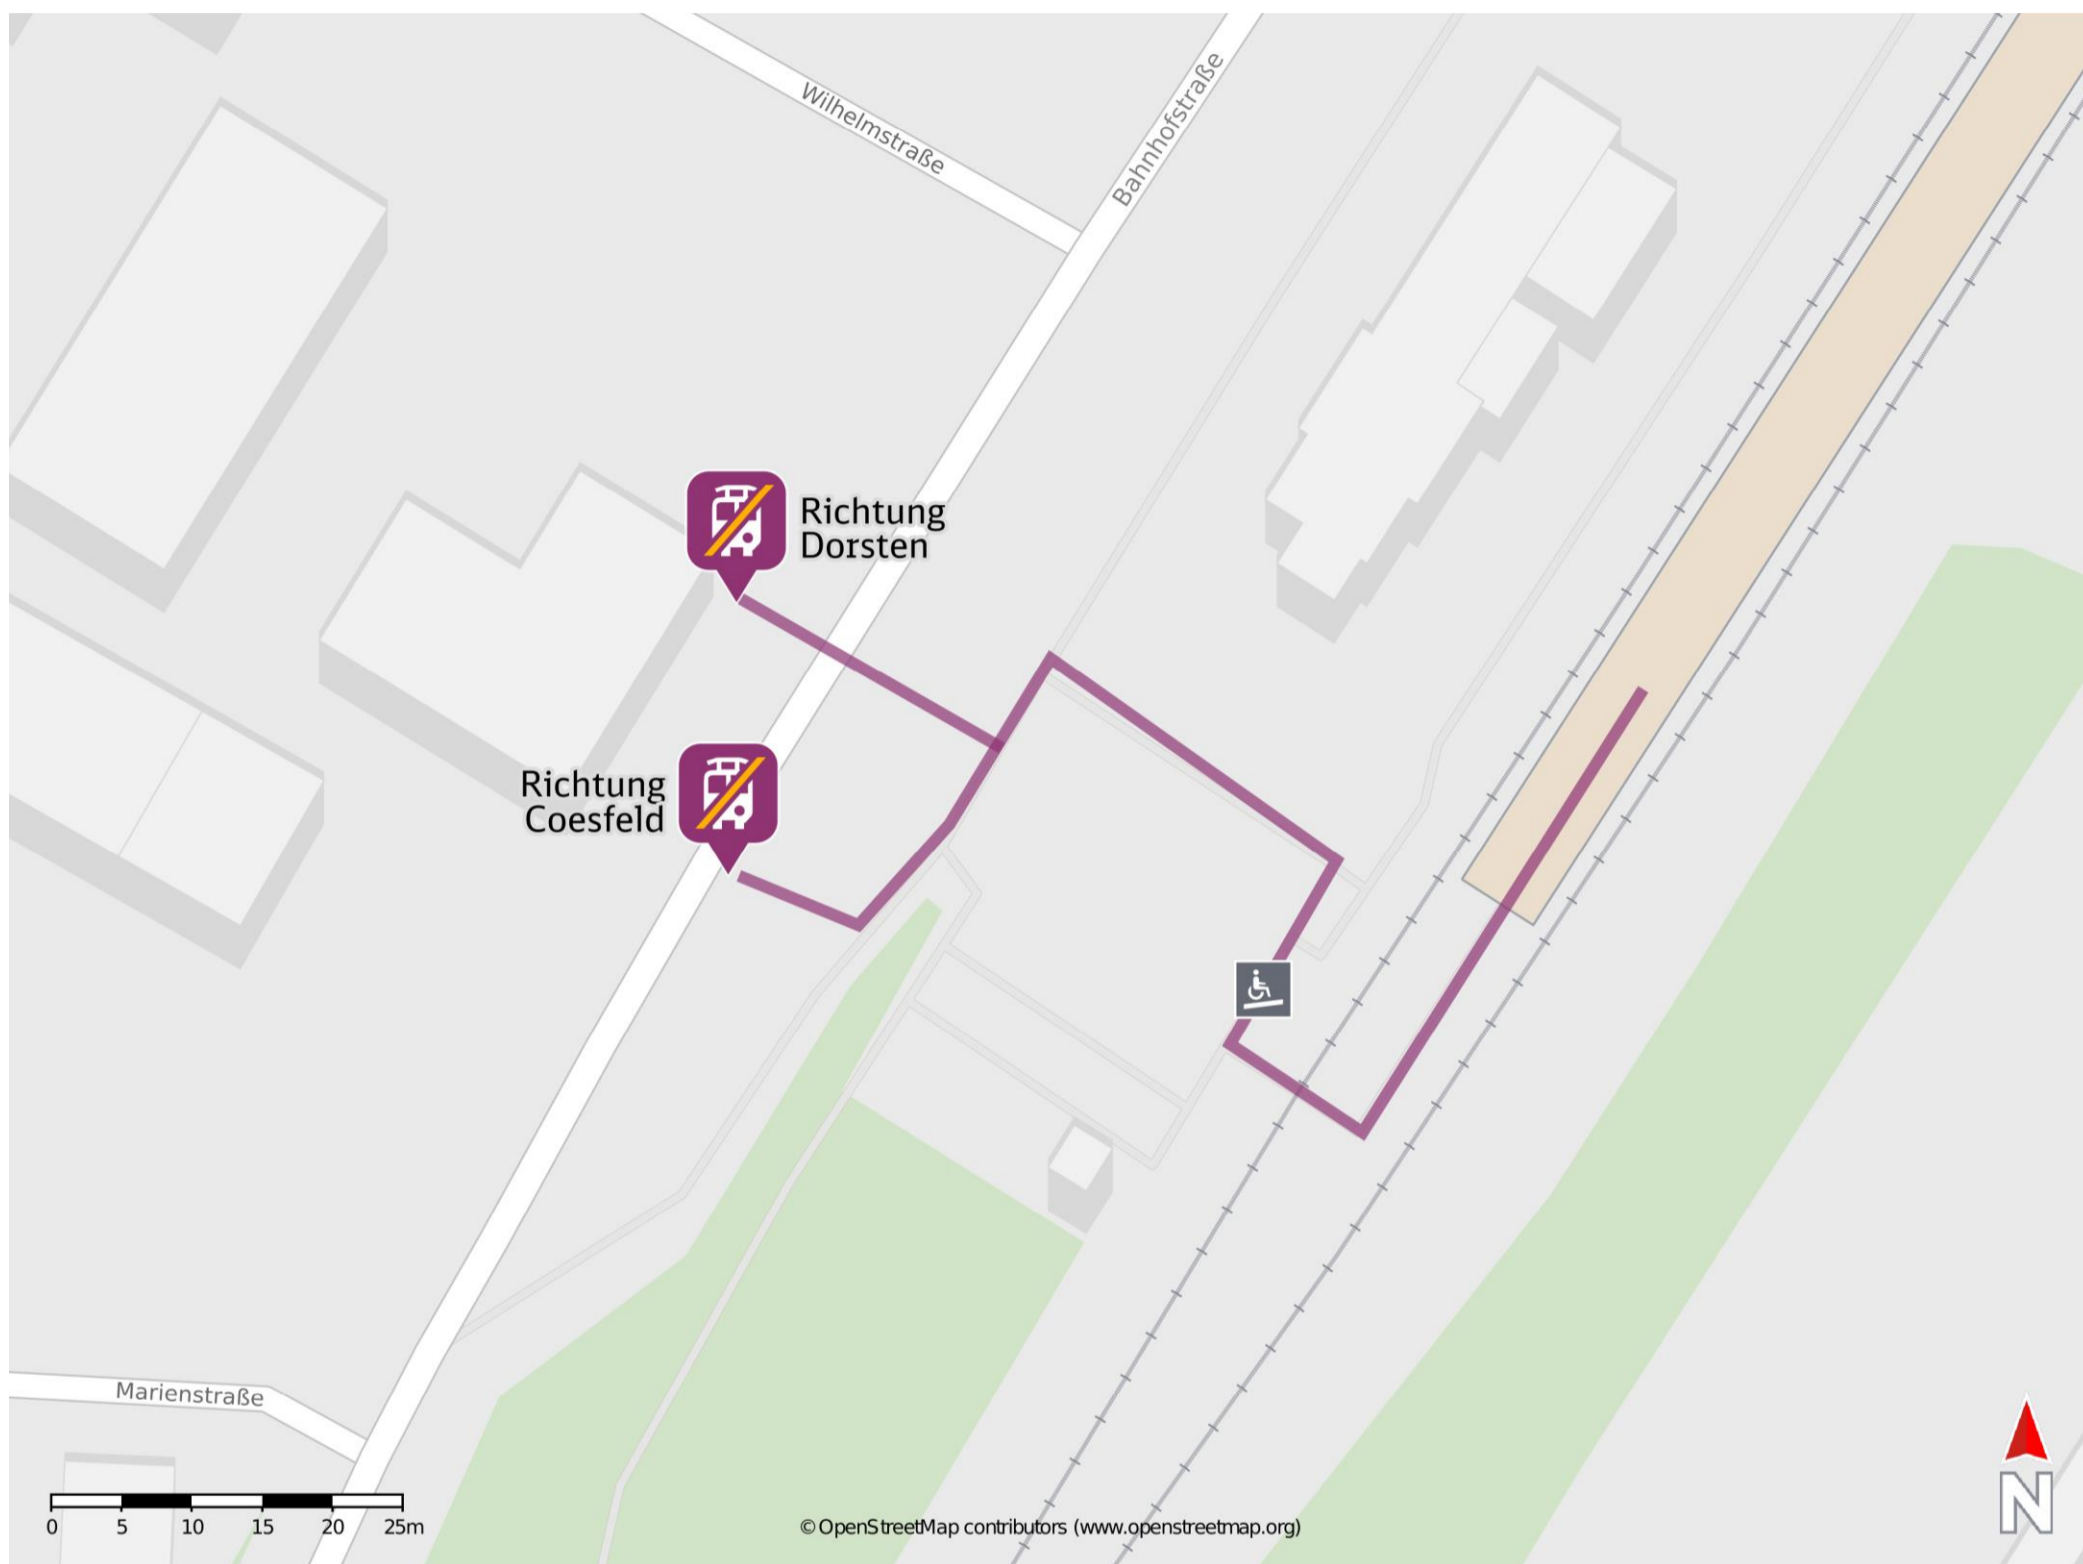 Wilhelmstraße
Bahnhofstraße
Richtung
Dorsten
Richtung
Coesfeld
Marienstraße
0 5 10 15 20 25m
© OpenStreetMap contributors (www.openstreetmap.org)
N